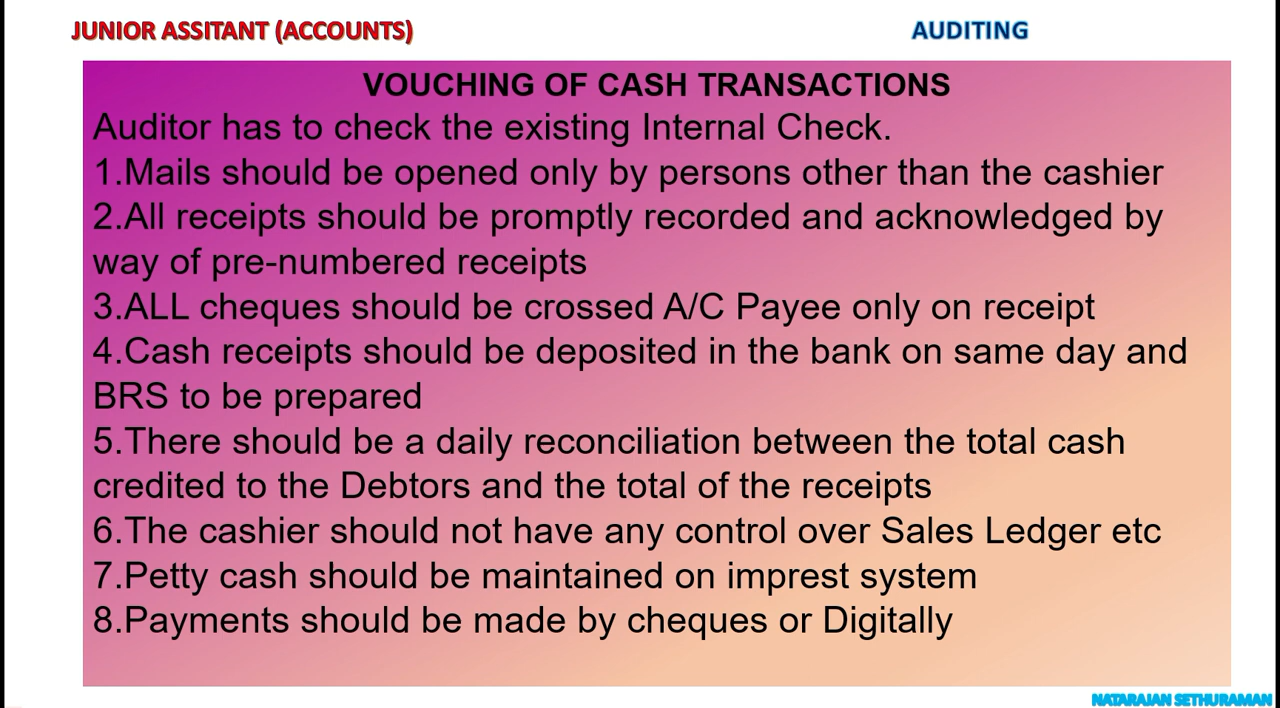 JUNIOR ASSITANT (ACCOUNTS)
AUDITING
VOUCHING OF CASH TRANSACTIONS
Auditor has to check the existing Internal Check.
1.Mails should be opened only by persons other than the cashier
2.All receipts should be promptly recorded and acknowledged by
way of pre-numbered receipts
3.ALL cheques should be crossed A/C Payee only on receipt
4.Cash receipts should be deposited in the bank on same day and
BRS to be prepared
5.There should be a daily reconciliation between the total cash
credited to the Debtors and the total of the receipts
6.The cashier should not have any control over Sales Ledger etc
7.Petty cash should be maintained on imprest system
8.Payments should be made by cheques or Digitally
NATARAJAN SETHURAMAN